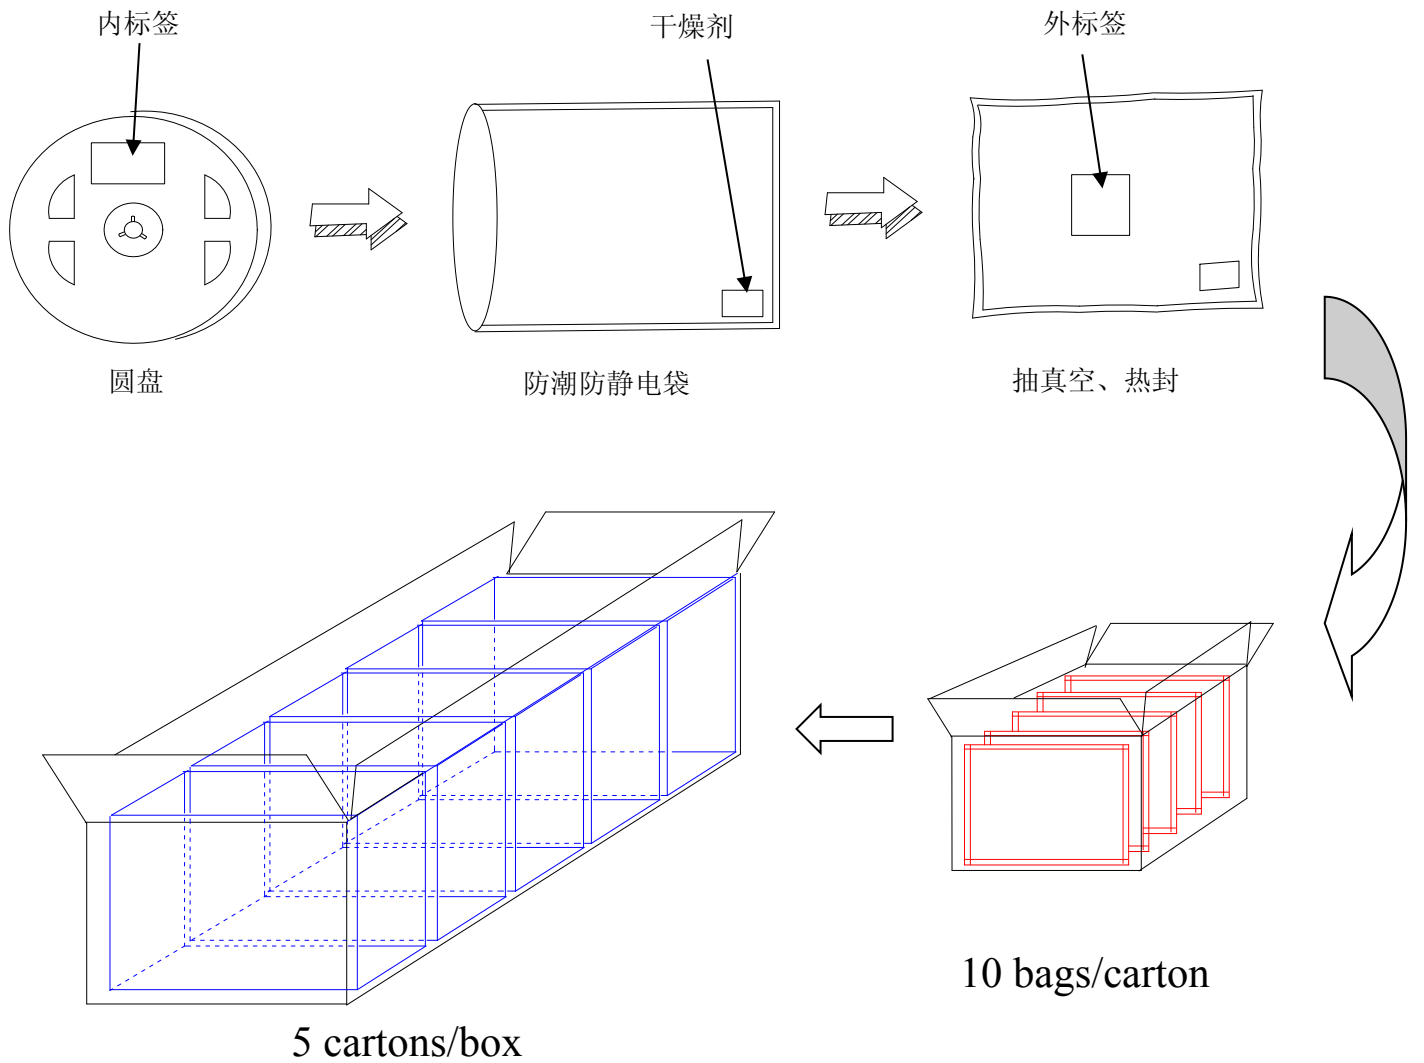 内标签
干燥剂
外标签
圆盘
防潮防静电袋
抽真空、热封
10 bags/carton
5 cartons/box